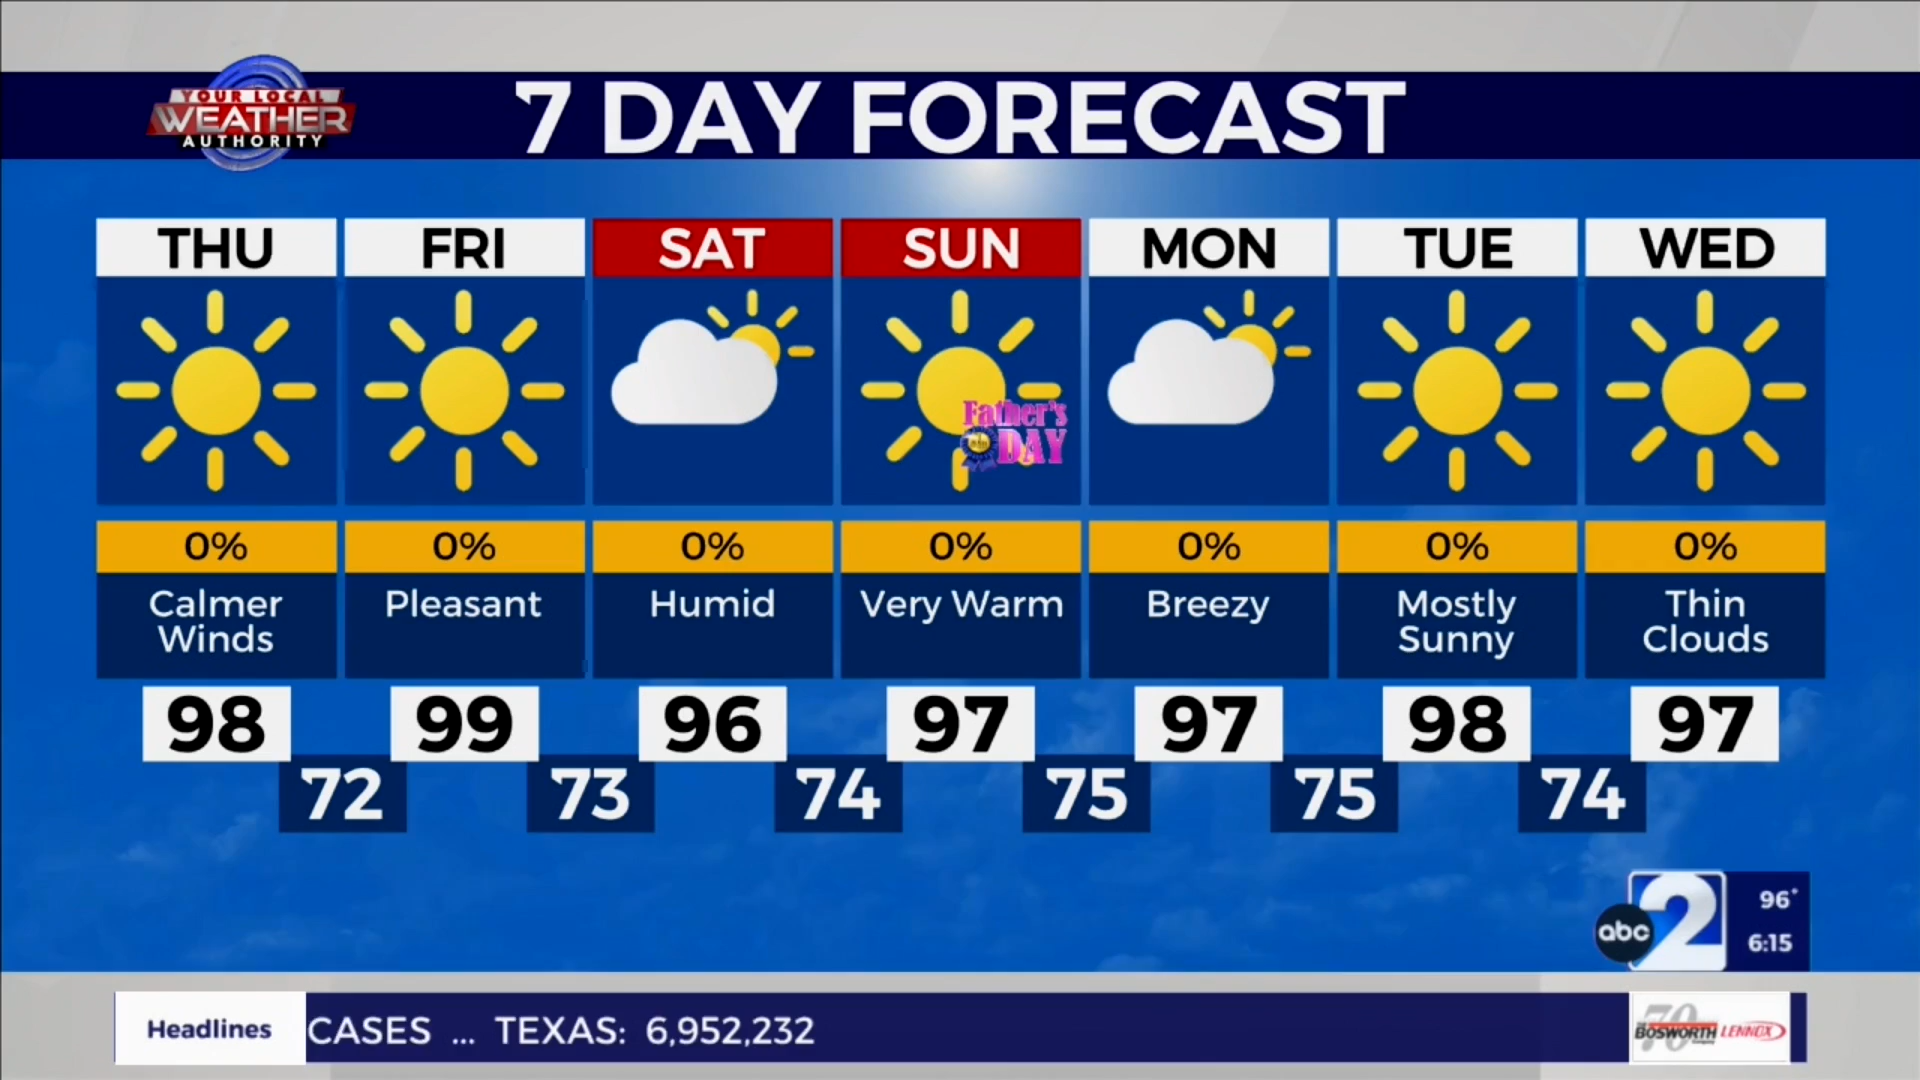 YOUR LOCAL
WEATHER
AUTHORITY
7 DAY FORECAST
THU FRI SAT SUN MON TUE WED
Father's
DAY
0% 0% 0% 0% 0% 0% 0%
Calmer Winds
Pleasant
Humid
Very Warm
Breezy
Mostly Sunny
Thin Clouds
98 99 96 97 97 98 97
72 73 74 75 75 74
abc 2
96°
6:15
Headlines
CASES ... TEXAS: 6,952,232
70
BOSWORTH LENNOX
Company